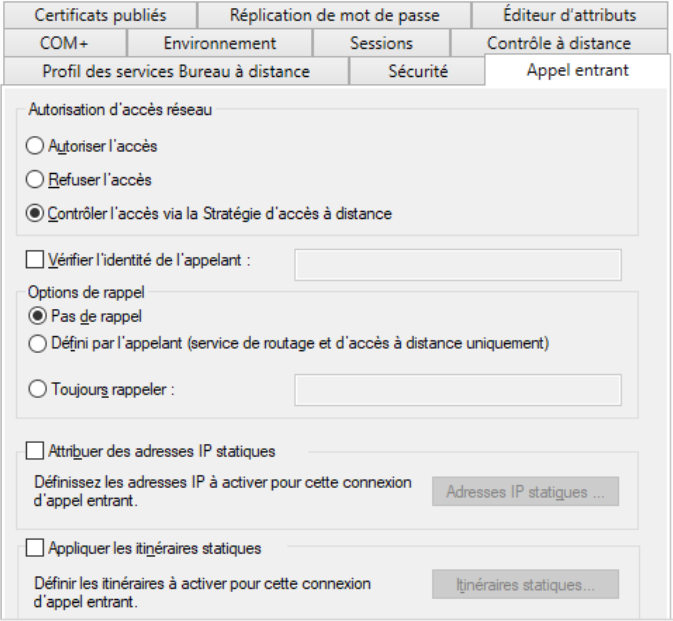 Certificats publiés Réplication de mot de passe Éditeur d'attributs
COM+ Environnement Sessions Contrôle à distance
Profil des services Bureau à distance Sécurité Appel entrant
Autorisation d'accès réseau
Autoriser l'accès
Refuser l'accès
Contrôler l'accès via la Stratégie d'accès à distance
Vérifier l'identité de l'appelant :
Options de rappel
Pas de rappel
Défini par l'appelant (service de routage et d'accès à distance uniquement)
Toujours rappeler :
Attribuer des adresses IP statiques
Définissez les adresses IP à activer pour cette connexion
d'appel entrant.
Adresses IP statiques ...
Appliquer les itinéraires statiques
Définir les itinéraires à activer pour cette connexion
d'appel entrant.
Itinéraires statiques...